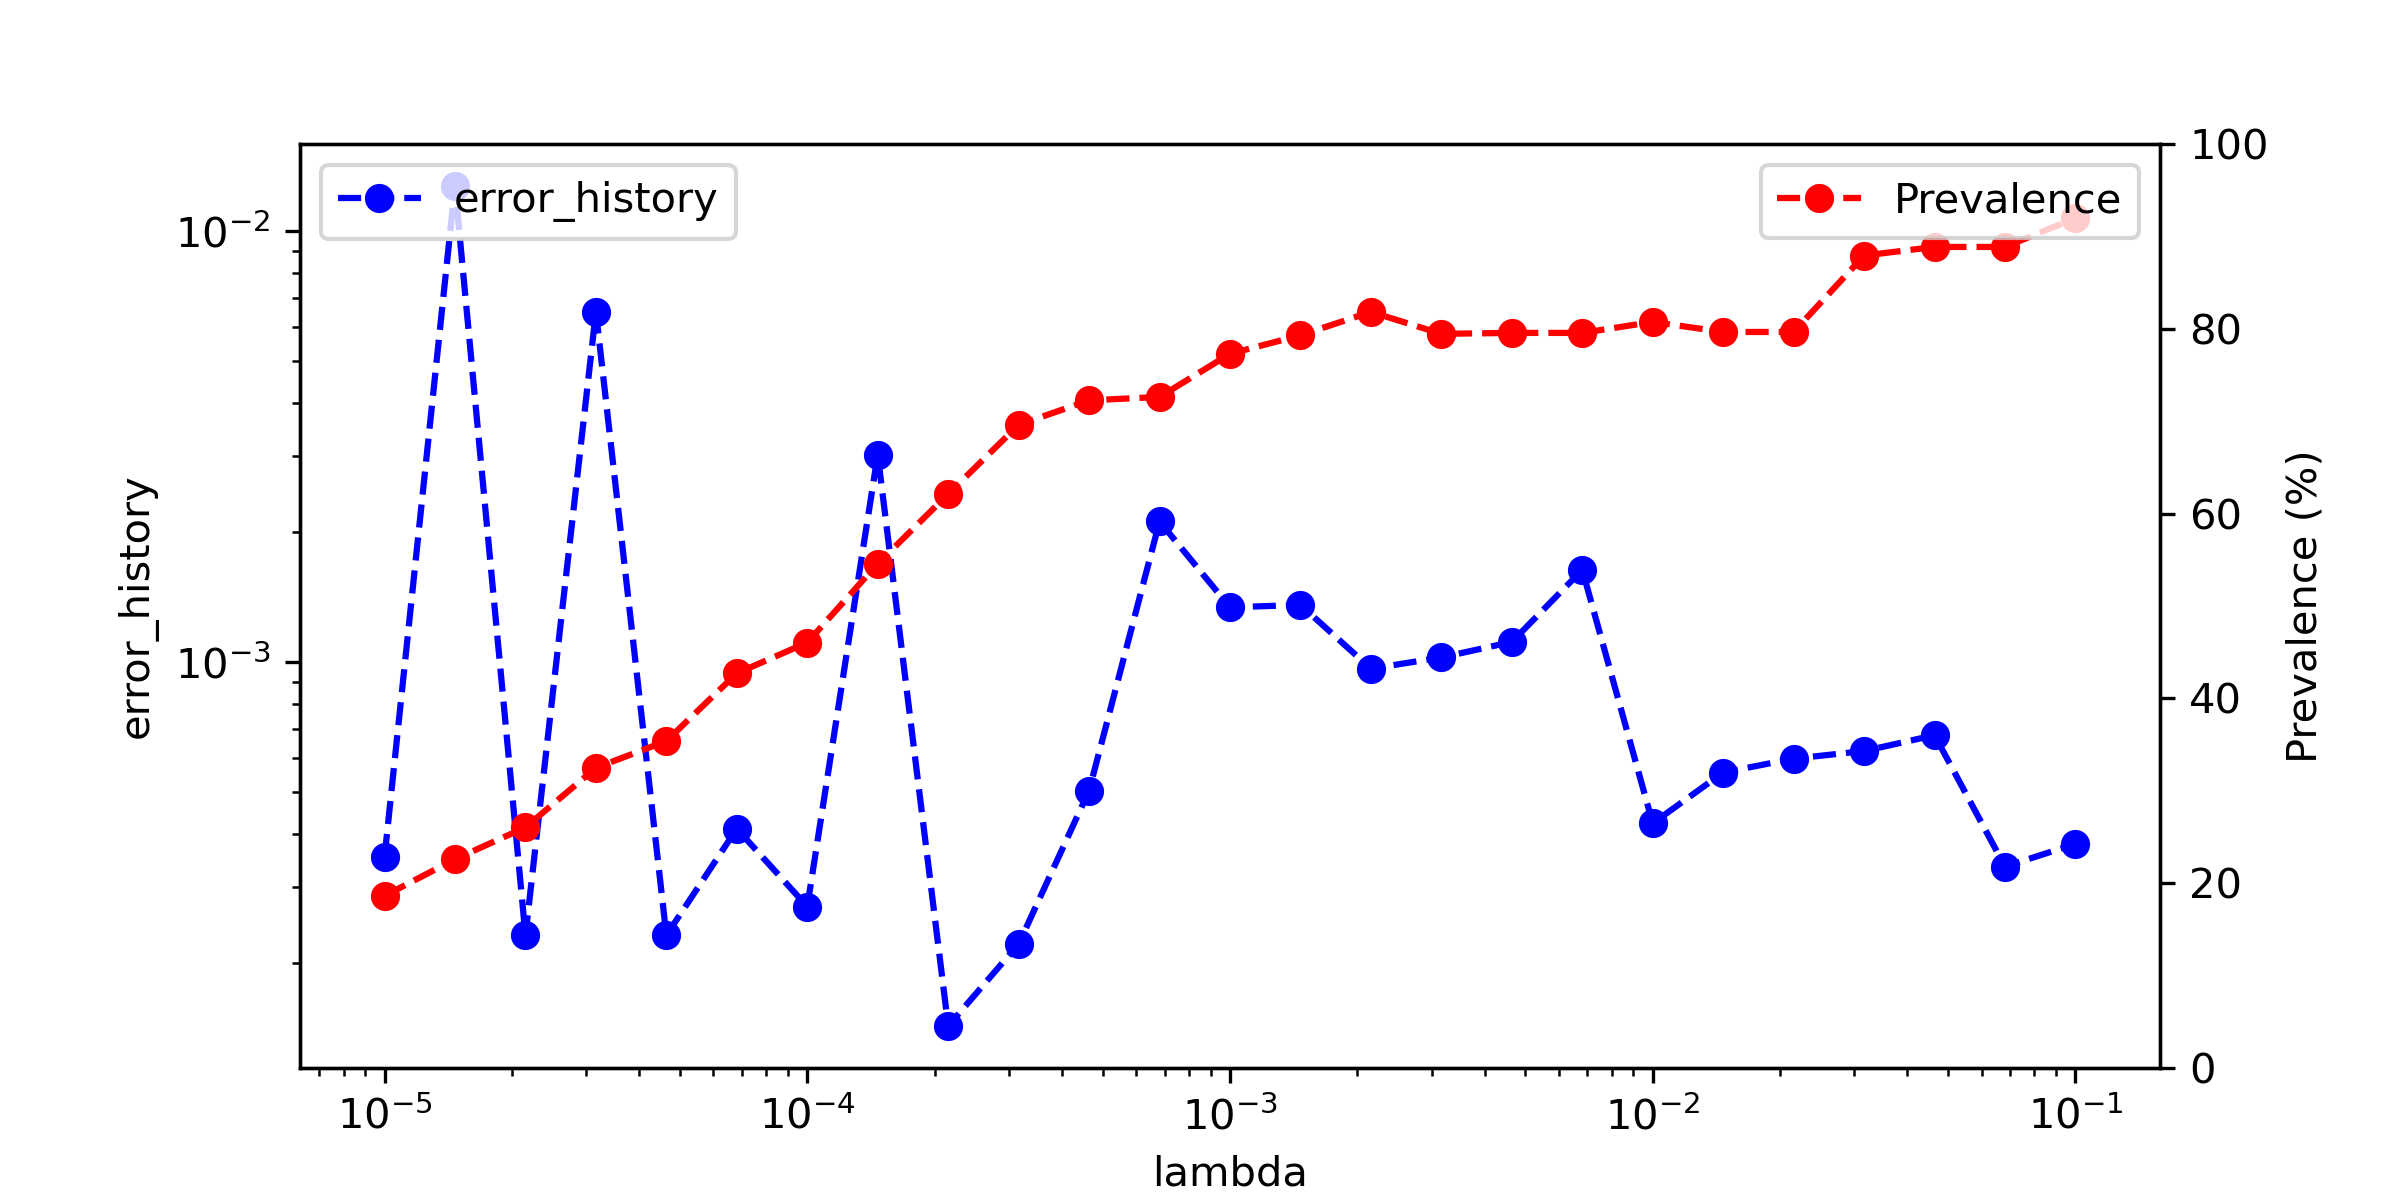 error_history
Prevalence
10⁻²
10⁻³
error_history
100
80
60
40
20
0
Prevalence (%)
10⁻⁵ 10⁻⁴ 10⁻³ 10⁻² 10⁻¹
lambda